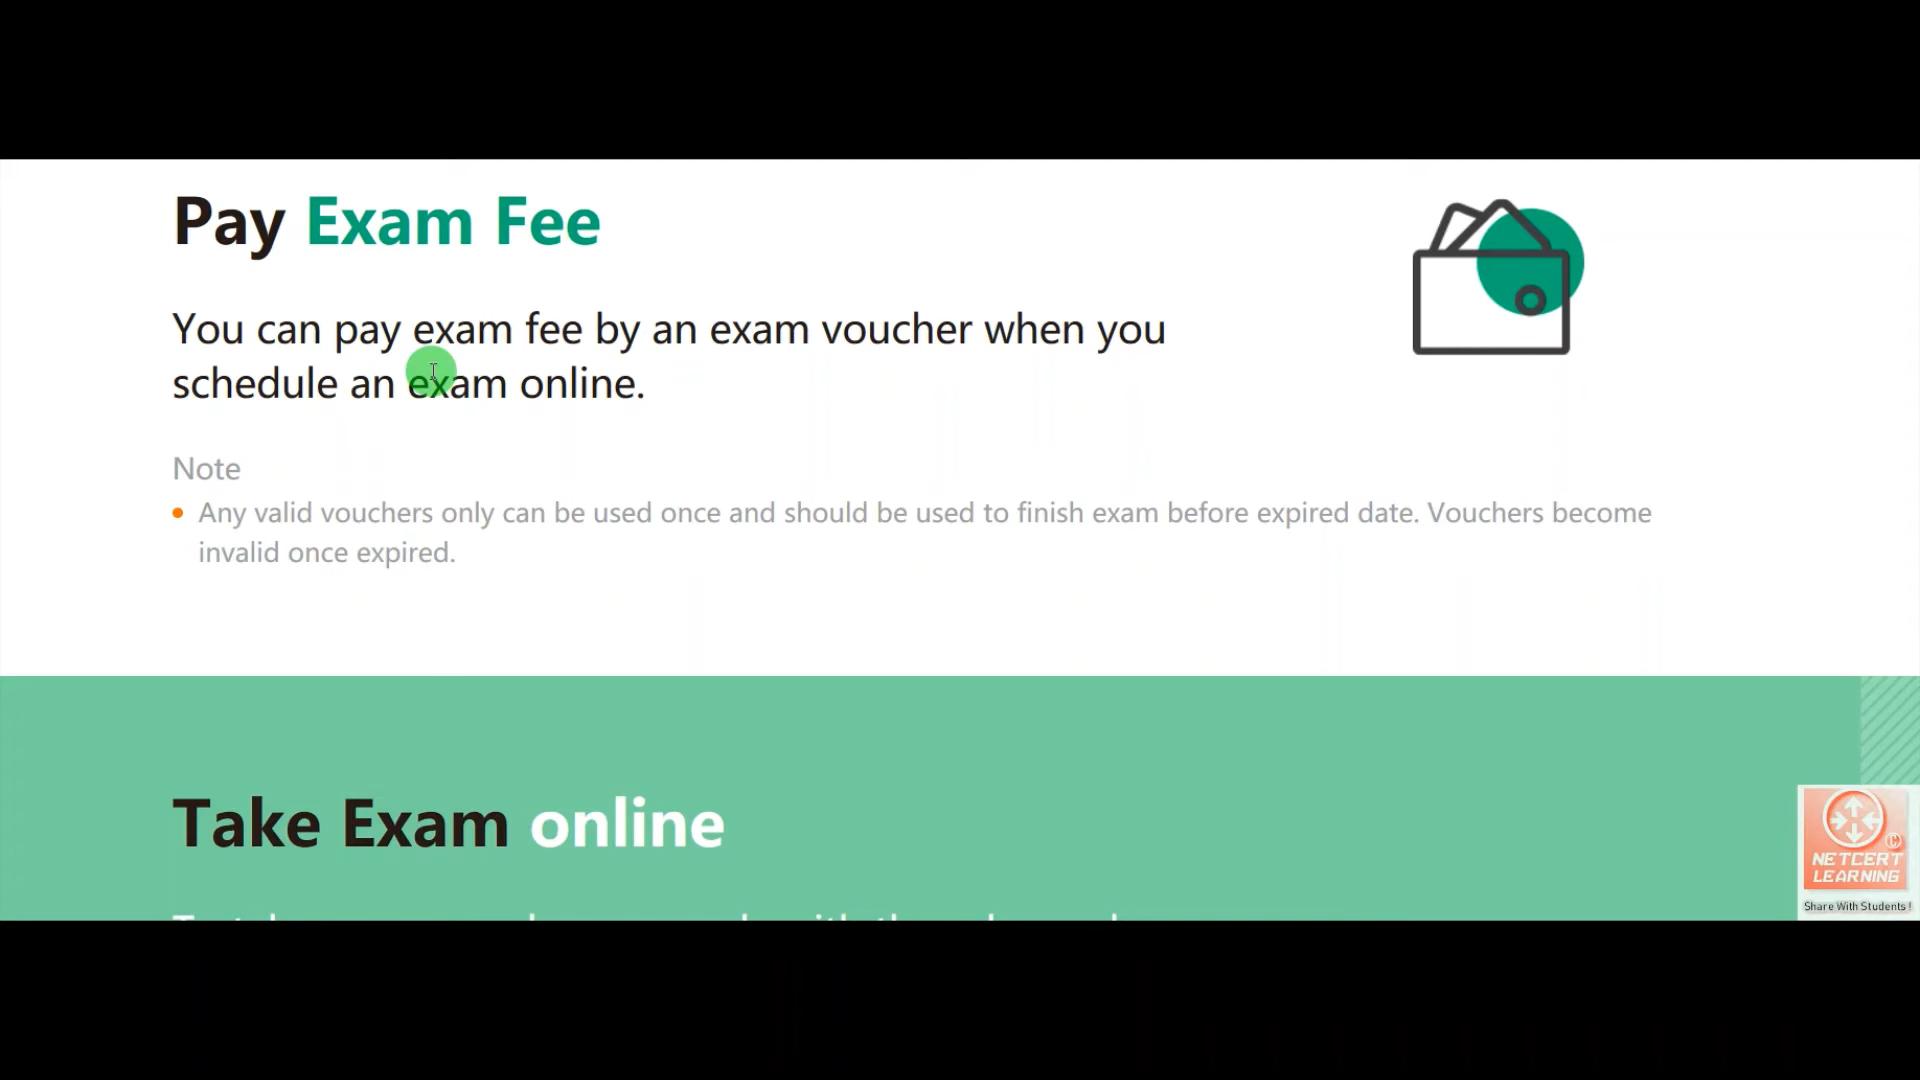 Pay Exam Fee
You can pay exam fee by an exam voucher when you
schedule an exam online.
Note
Any valid vouchers only can be used once and should be used to finish exam before expired date. Vouchers become
invalid once expired.
Take Exam online
NETCERT
LEARNING
Share With Students !